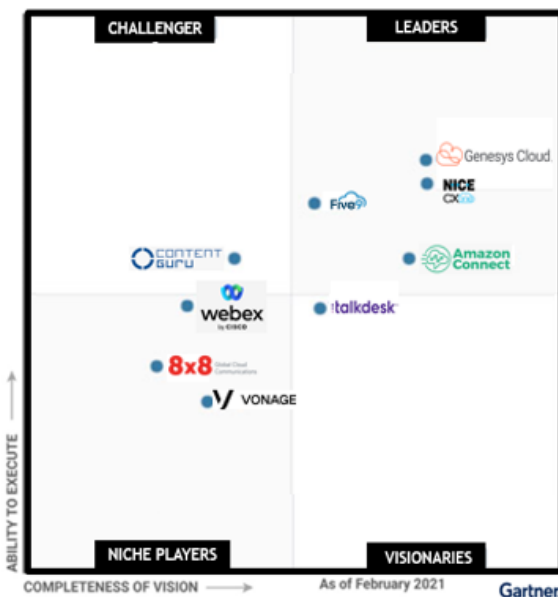 CHALLENGER
LEADERS
Genesys Cloud.
NICE
CXone
Five9
CONTENT
GURU
Amazon
Connect
webex
by CISCO
talkdesk
8x8 Global Cloud
Communications
VONAGE
ABILITY TO EXECUTE
NICHE PLAYERS
VISIONARIES
COMPLETENESS OF VISION
As of February 2021
Gartner